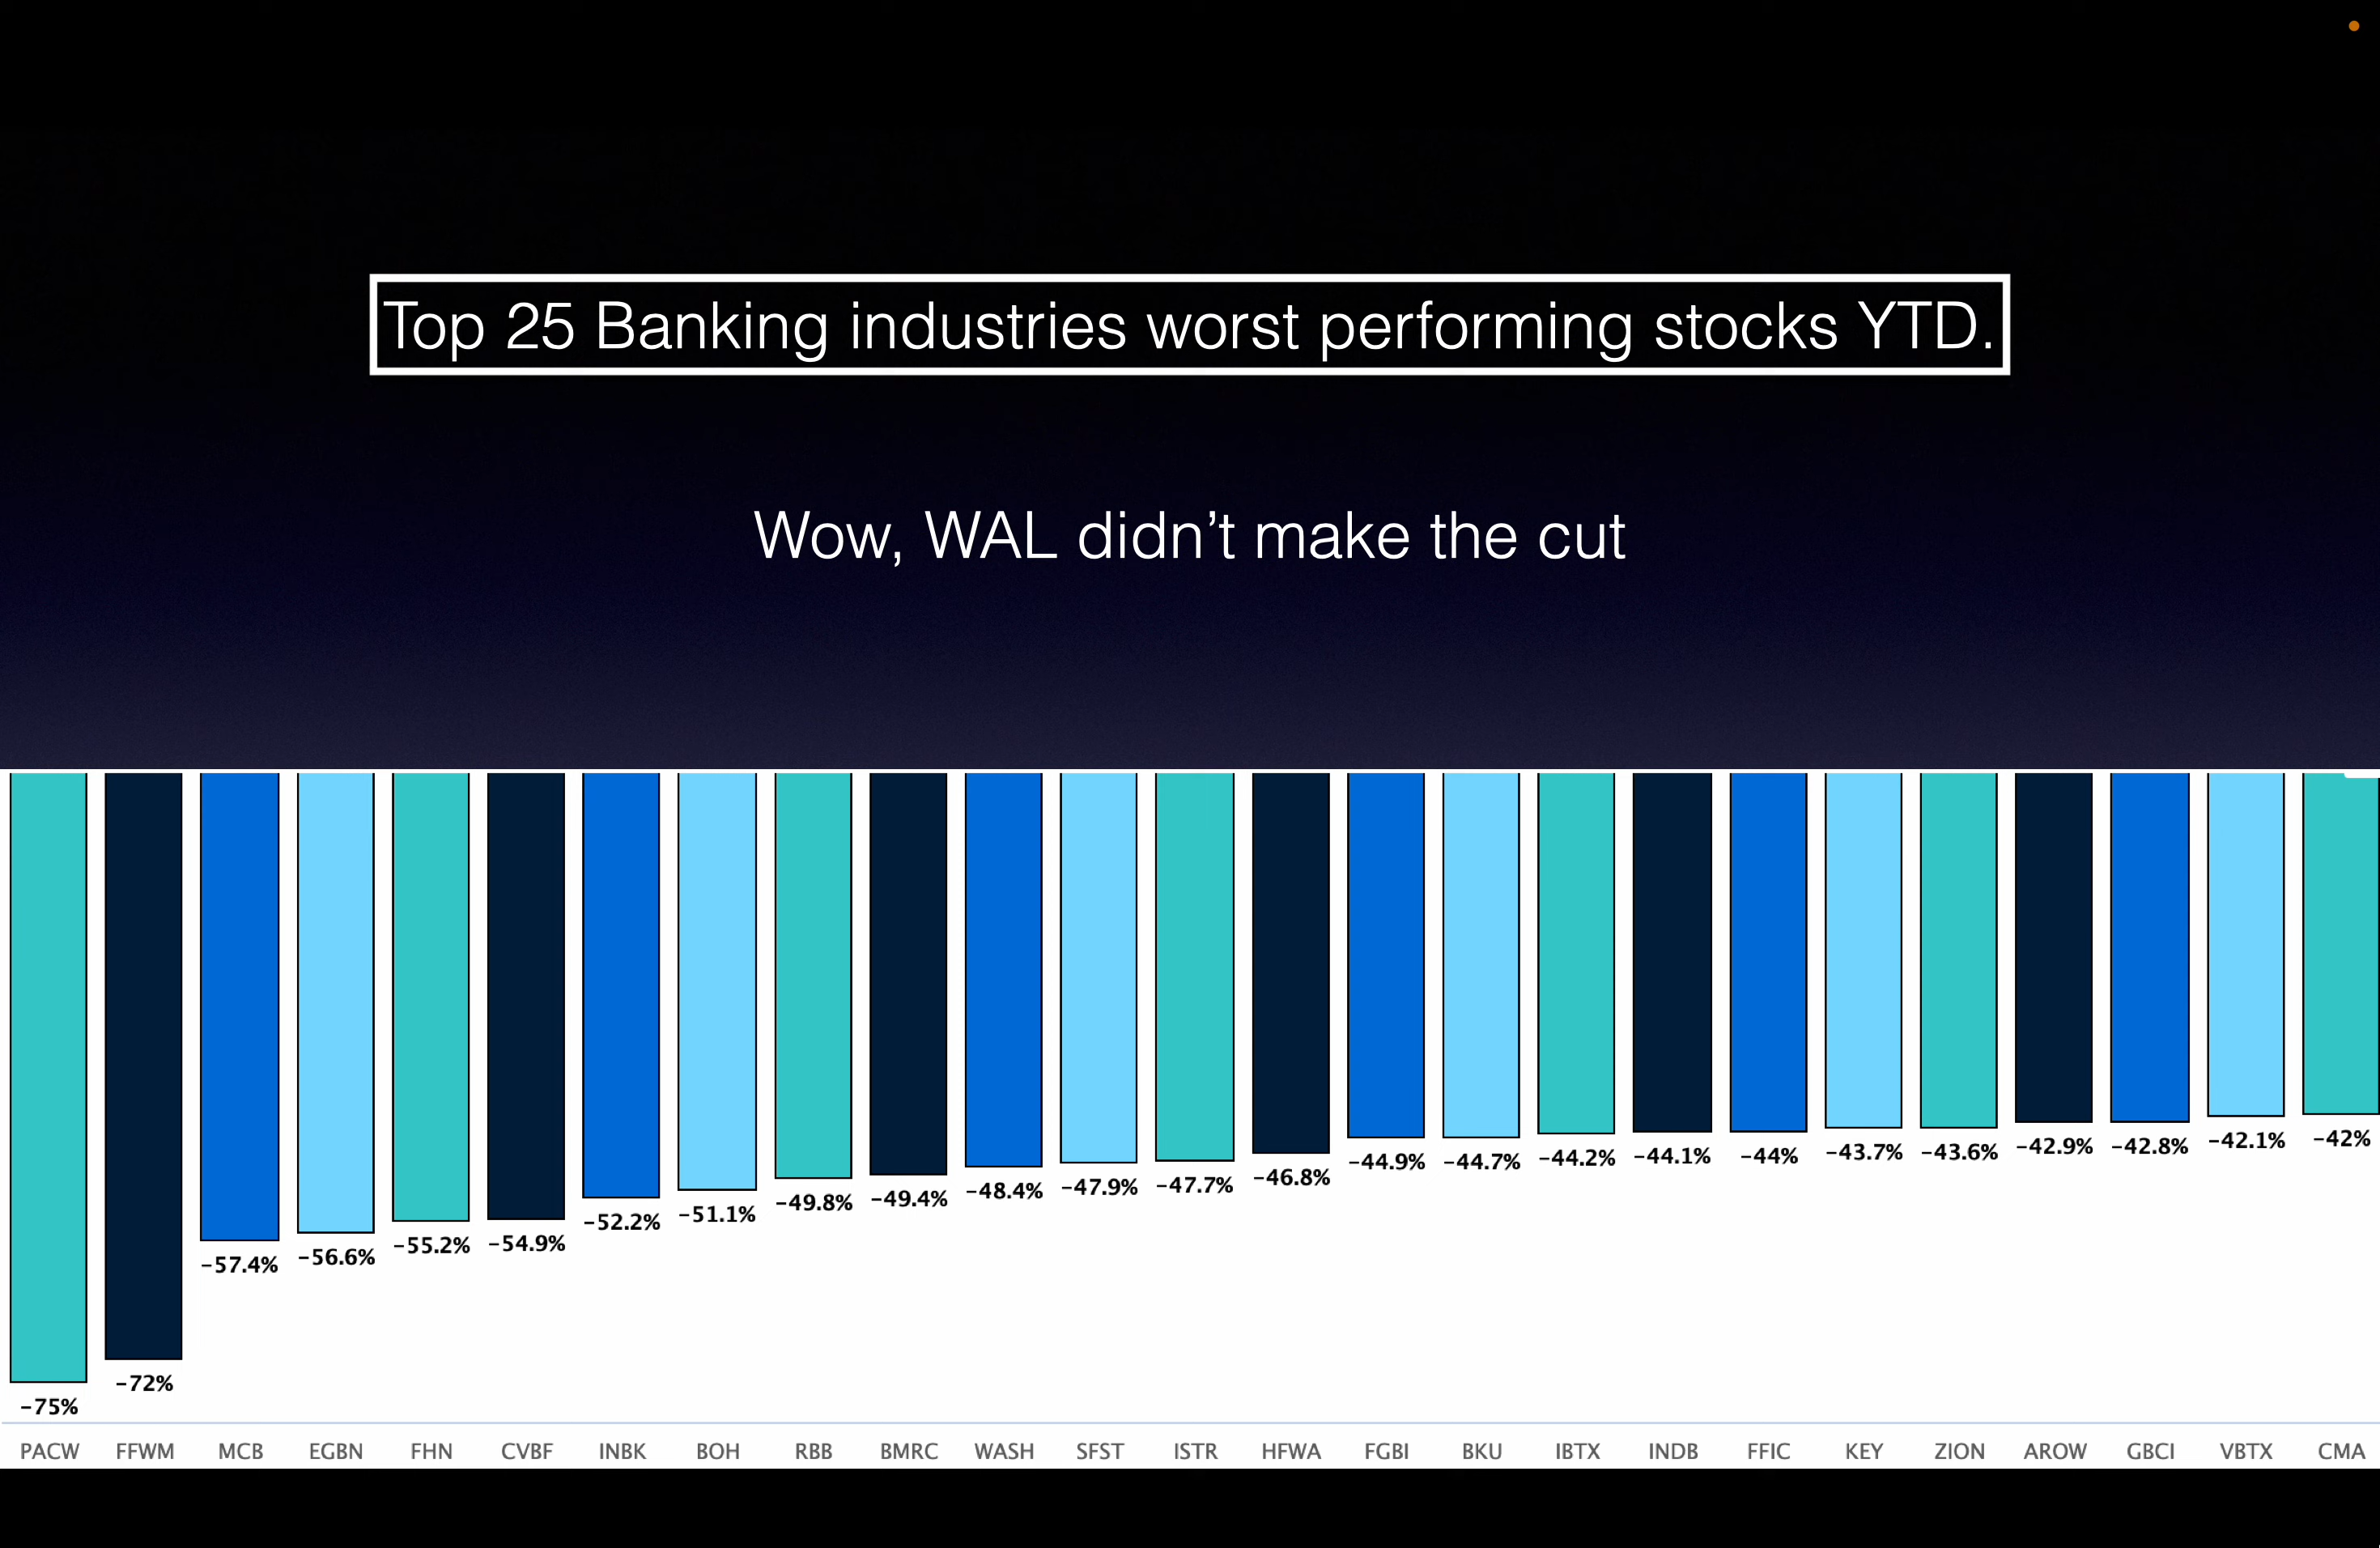 Top 25 Banking industries worst performing stocks YTD.
Wow, WAL didn’t make the cut
-75% -72% -57.4% -56.6% -55.2% -54.9% -52.2% -51.1% -49.8% -49.4% -48.4% -47.9% -47.7% -46.8% -44.9% -44.7% -44.2% -44.1% -44% -43.7% -43.6% -42.9% -42.8% -42.1% -42%
PACW FFWM MCB EGBN FHN CVBF INBK BOH RBB BMRC WASH SFST ISTR HFWA FGBI BKU IBTX INDB FFIC KEY ZION AROW GBCI VBTX CMA